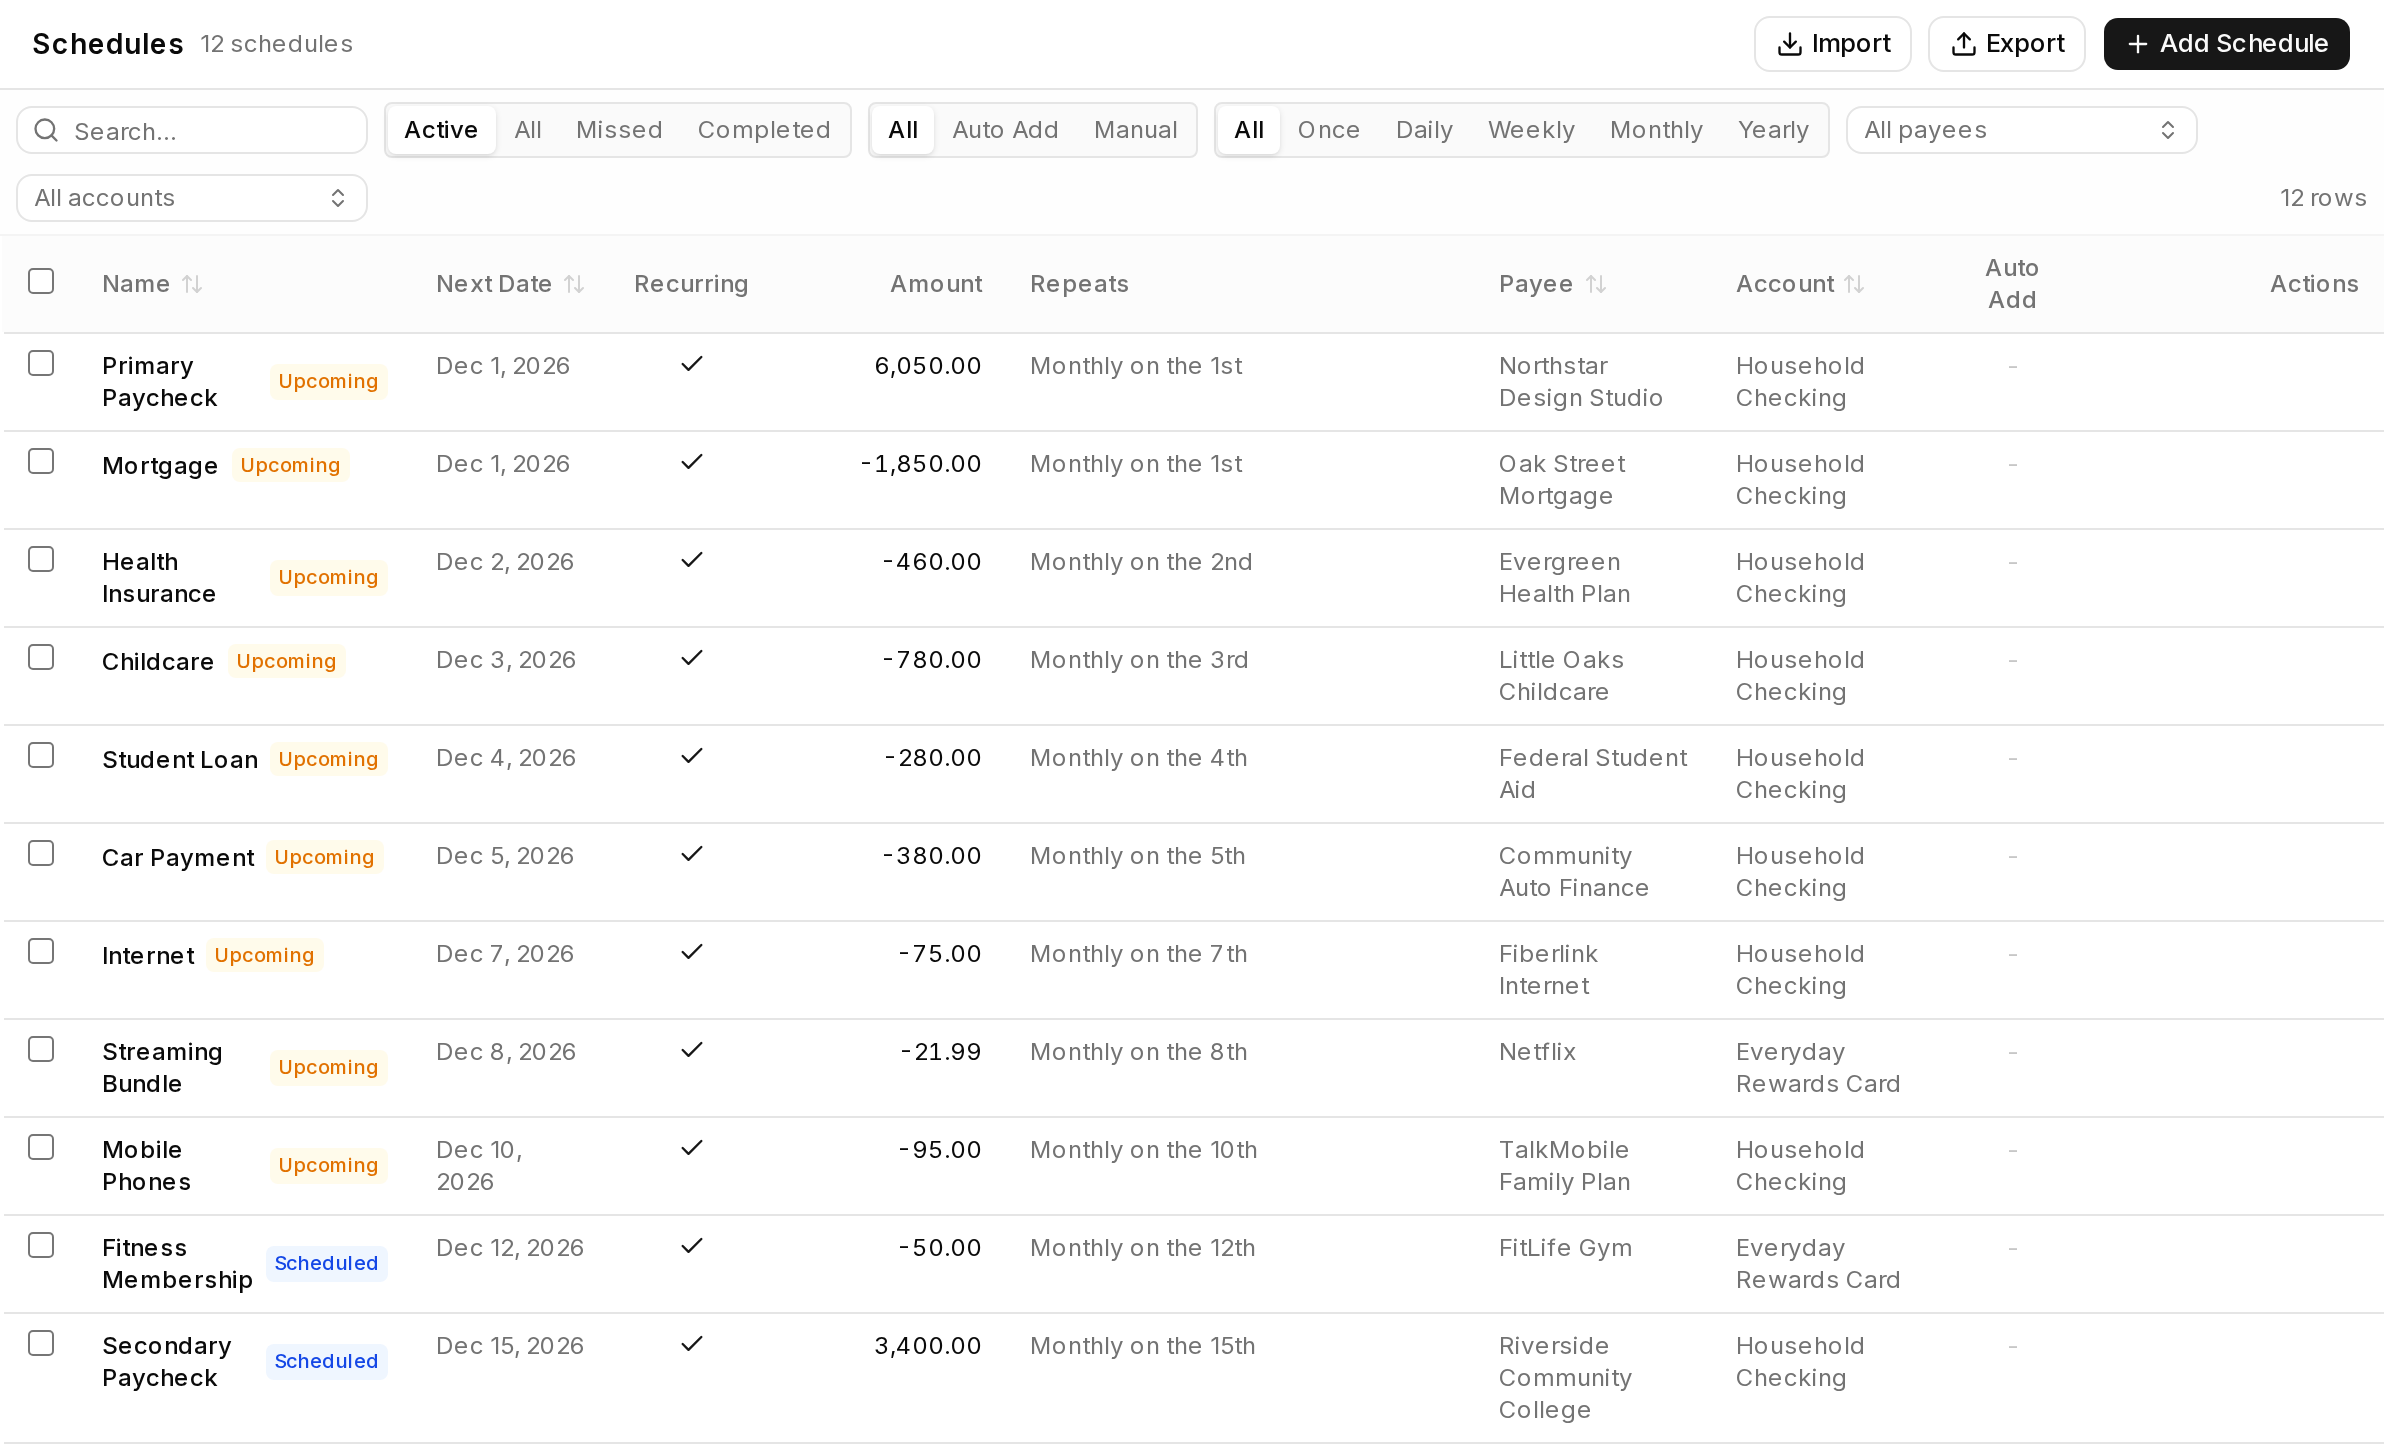 Schedules 12 schedules Import Export Add Schedule
Search... Active All Missed Completed All Auto Add Manual All Once Daily Weekly Monthly Yearly All payees
All accounts 12 rows
Name Next Date Recurring Amount Repeats Payee Account Auto Add Actions
Primary Paycheck Upcoming Dec 1, 2026 6,050.00 Monthly on the 1st Northstar Design Studio Household Checking -
Mortgage Upcoming Dec 1, 2026 -1,850.00 Monthly on the 1st Oak Street Mortgage Household Checking -
Health Insurance Upcoming Dec 2, 2026 -460.00 Monthly on the 2nd Evergreen Health Plan Household Checking -
Childcare Upcoming Dec 3, 2026 -780.00 Monthly on the 3rd Little Oaks Childcare Household Checking -
Student Loan Upcoming Dec 4, 2026 -280.00 Monthly on the 4th Federal Student Aid Household Checking -
Car Payment Upcoming Dec 5, 2026 -380.00 Monthly on the 5th Community Auto Finance Household Checking -
Internet Upcoming Dec 7, 2026 -75.00 Monthly on the 7th Fiberlink Internet Household Checking -
Streaming Bundle Upcoming Dec 8, 2026 -21.99 Monthly on the 8th Netflix Everyday Rewards Card -
Mobile Phones Upcoming Dec 10, 2026 -95.00 Monthly on the 10th TalkMobile Family Plan Household Checking -
Fitness Membership Scheduled Dec 12, 2026 -50.00 Monthly on the 12th FitLife Gym Everyday Rewards Card -
Secondary Paycheck Scheduled Dec 15, 2026 3,400.00 Monthly on the 15th Riverside Community College Household Checking -